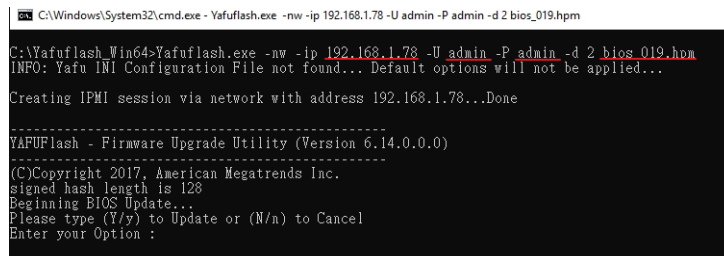 C:\Windows\System32\cmd.exe - Yafuflash.exe -nw -ip 192.168.1.78 -U admin -P admin -d 2 bios_019.hpm
C:\Yafuflash_Win64>Yafuflash.exe -nw -ip 192.168.1.78 -U admin -P admin -d 2 bios_019.hpm
INFO: Yafu INI Configuration File not found... Default options will not be applied...
Creating IPMI session via network with address 192.168.1.78...Done
-------------------------------------------------
YAFUFlash - Firmware Upgrade Utility (Version 6.14.0.0.0)
-------------------------------------------------
(C)Copyright 2017, American Megatrends Inc.
signed hash length is 128
Beginning BIOS Update...
Please type (Y/y) to Update or (N/n) to Cancel
Enter your Option :